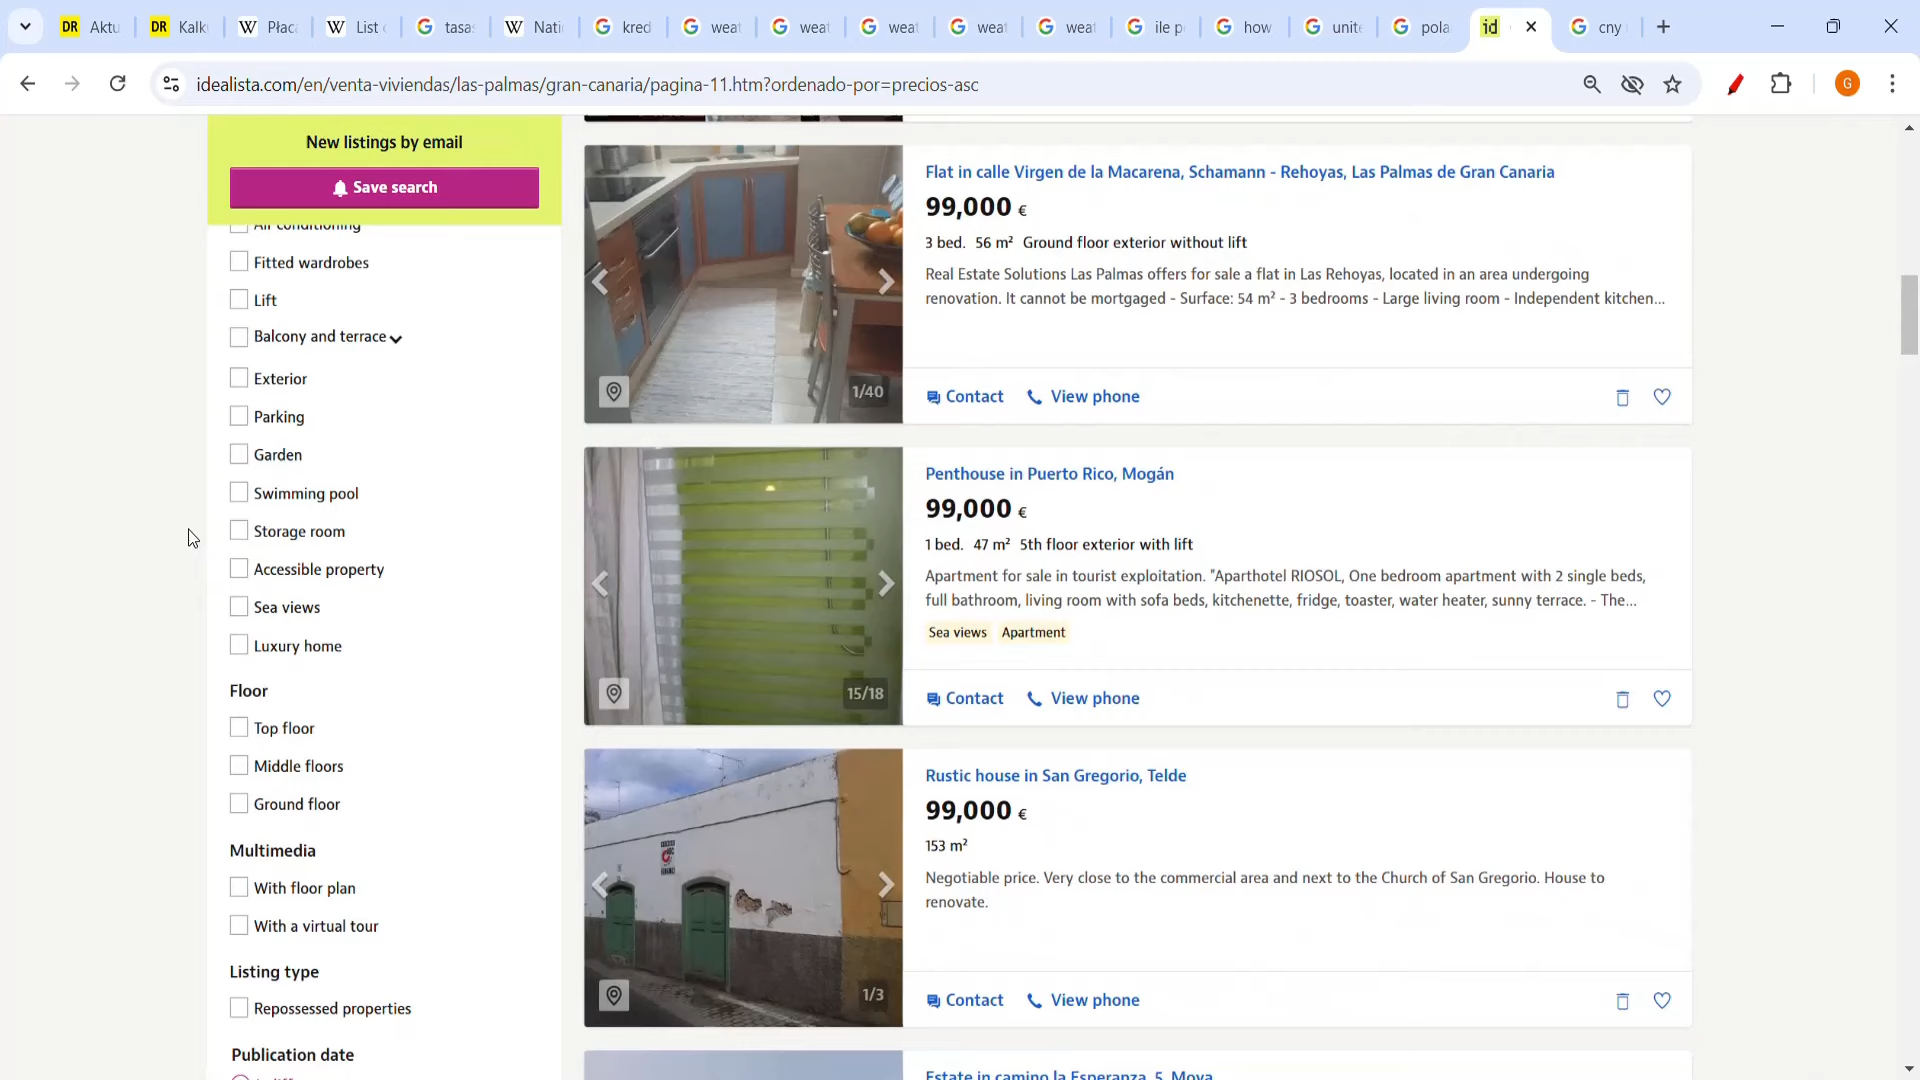 Aktu
Kalk
Płac
List
tasa
Nati
kred
weat
weat
weat
weat
weat
ile p
how
unite
pola
id
cny
idealista.com/en/venta-viviendas/las-palmas/gran-canaria/pagina-11.htm?ordenado-por=precios-asc
G
New listings by email
Save search
Air conditioning
Fitted wardrobes
Lift
Balcony and terrace
Exterior
Parking
Garden
Swimming pool
Storage room
Accessible property
Sea views
Luxury home
Floor
Top floor
Middle floors
Ground floor
Multimedia
With floor plan
With a virtual tour
Listing type
Repossessed properties
Publication date
Flat in calle Virgen de la Macarena, Schamann - Rehoyas, Las Palmas de Gran Canaria
99,000 €
3 bed. 56 m² Ground floor exterior without lift
Real Estate Solutions Las Palmas offers for sale a flat in Las Rehoyas, located in an area undergoing
renovation. It cannot be mortgaged - Surface: 54 m² - 3 bedrooms - Large living room - Independent kitchen...
1/40
Contact View phone
Penthouse in Puerto Rico, Mogán
99,000 €
1 bed. 47 m² 5th floor exterior with lift
Apartment for sale in tourist exploitation. "Aparthotel RIOSOL, One bedroom apartment with 2 single beds,
full bathroom, living room with sofa beds, kitchenette, fridge, toaster, water heater, sunny terrace. - The...
Sea views Apartment
15/18
Contact View phone
Rustic house in San Gregorio, Telde
99,000 €
153 m²
Negotiable price. Very close to the commercial area and next to the Church of San Gregorio. House to
renovate.
1/3
Contact View phone
Estate in camino la Esperanza, 5, Moya